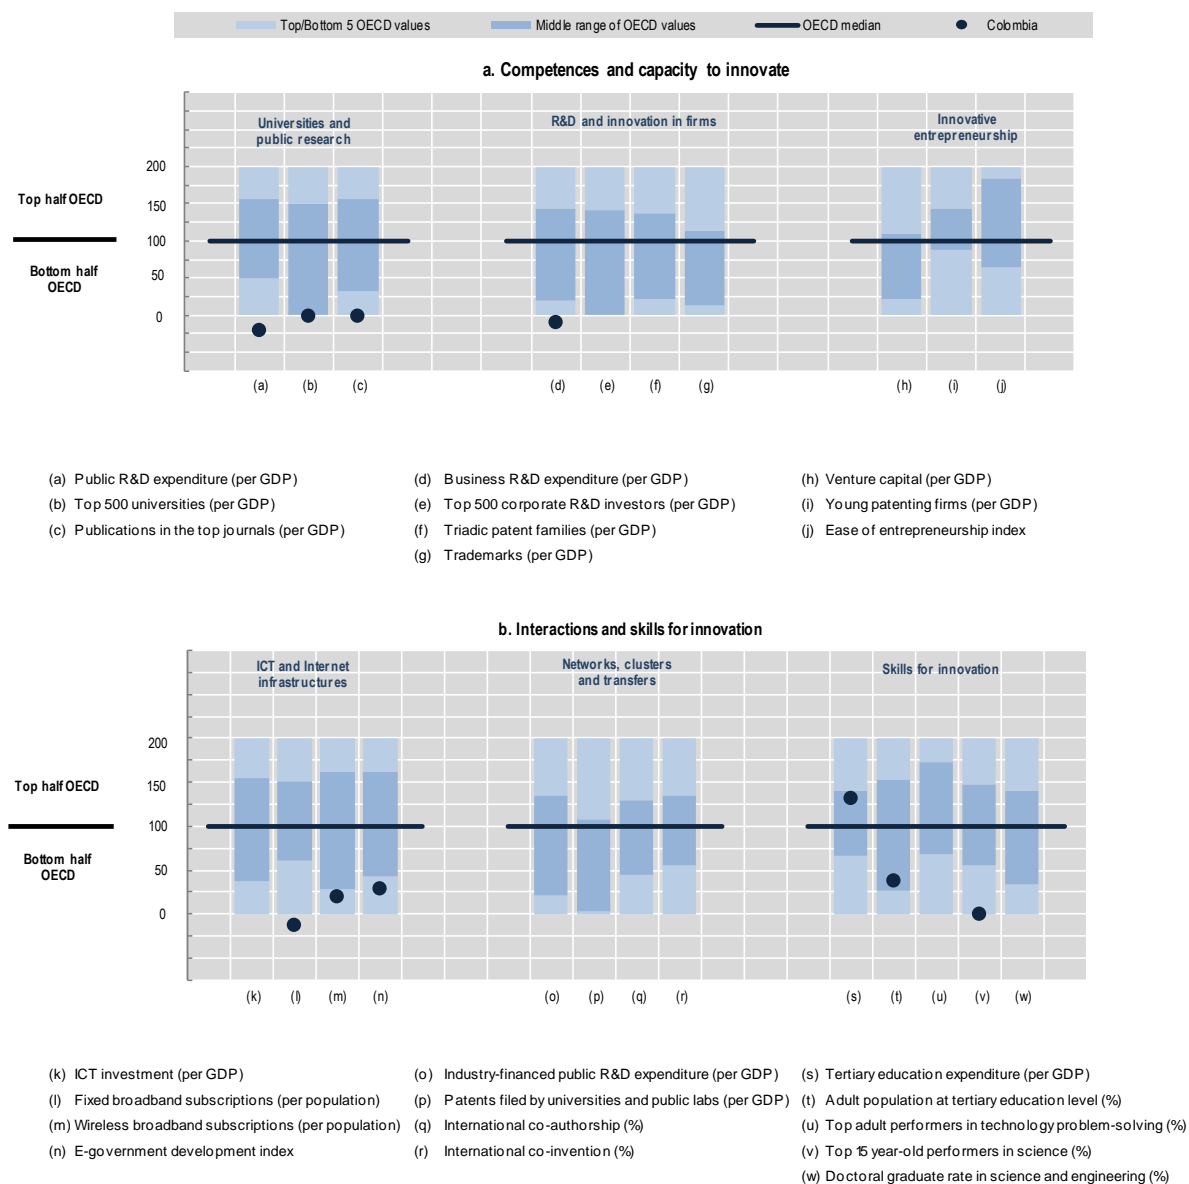 Top/Bottom 5 OECD values Middle range of OECD values OECD median Colombia
a. Competences and capacity to innovate
Universities and public research
R&D and innovation in firms
Innovative entrepreneurship
200
150
100
50
0
Top half OECD
Bottom half OECD
(a) (b) (c) (d) (e) (f) (g) (h) (i) (j)
(a) Public R&D expenditure (per GDP)
(b) Top 500 universities (per GDP)
(c) Publications in the top journals (per GDP)
(d) Business R&D expenditure (per GDP)
(e) Top 500 corporate R&D investors (per GDP)
(f) Triadic patent families (per GDP)
(g) Trademarks (per GDP)
(h) Venture capital (per GDP)
(i) Young patenting firms (per GDP)
(j) Ease of entrepreneurship index
b. Interactions and skills for innovation
ICT and Internet infrastructures
Networks, clusters and transfers
Skills for innovation
200
150
100
50
0
Top half OECD
Bottom half OECD
(k) (l) (m) (n) (o) (p) (q) (r) (s) (t) (u) (v) (w)
(k) ICT investment (per GDP)
(l) Fixed broadband subscriptions (per population)
(m) Wireless broadband subscriptions (per population)
(n) E-government development index
(o) Industry-financed public R&D expenditure (per GDP)
(p) Patents filed by universities and public labs (per GDP)
(q) International co-authorship (%)
(r) International co-invention (%)
(s) Tertiary education expenditure (per GDP)
(t) Adult population at tertiary education level (%)
(u) Top adult performers in technology problem-solving (%)
(v) Top 15 year-old performers in science (%)
(w) Doctoral graduate rate in science and engineering (%)